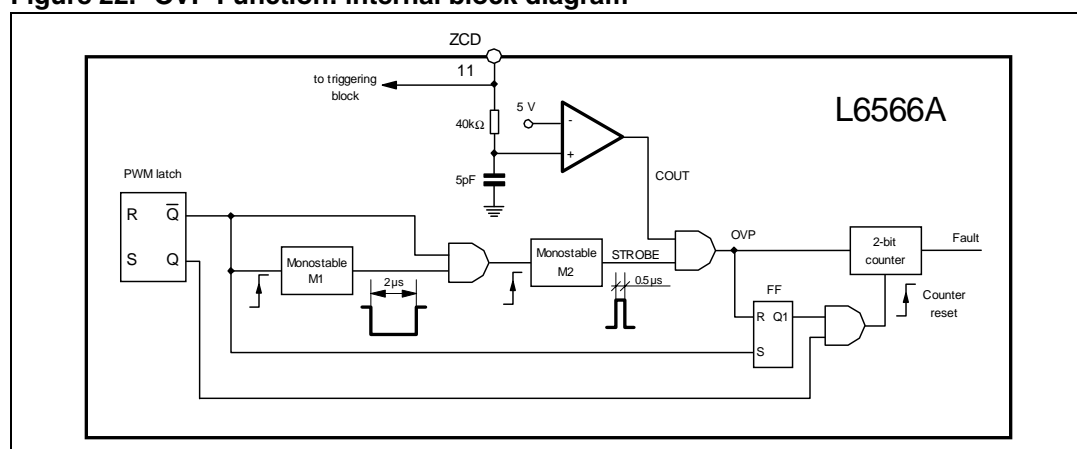 Figure 22. OVP Function: internal block diagram
ZCD
11
to triggering
block
5 V
L6566A
40kΩ
-
+
5pF
COUT
PWM latch
R Q̅
S Q
Monostable
M1
2µs
Monostable
M2
STROBE
0.5µs
OVP
2-bit
counter
Fault
FF
R Q1
S
Counter
reset